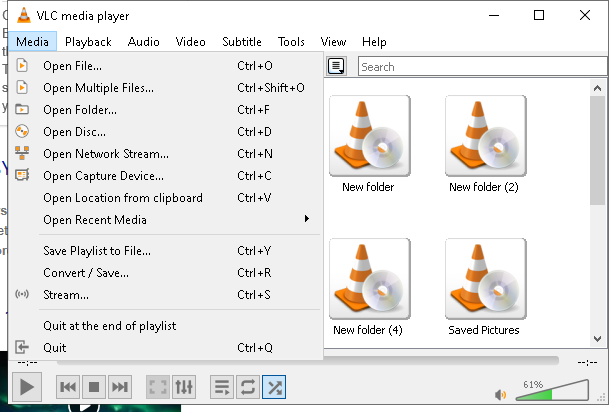 VLC media player
Media Playback Audio Video Subtitle Tools View Help
Open File... Ctrl+O
Open Multiple Files... Ctrl+Shift+O
Open Folder... Ctrl+F
Open Disc... Ctrl+D
Open Network Stream... Ctrl+N
Open Capture Device... Ctrl+C
Open Location from clipboard Ctrl+V
Open Recent Media
Save Playlist to File... Ctrl+Y
Convert / Save... Ctrl+R
Stream... Ctrl+S
Quit at the end of playlist
Quit Ctrl+Q
Search
New folder
New folder (2)
New folder (4)
Saved Pictures
--:-- --:--
61%